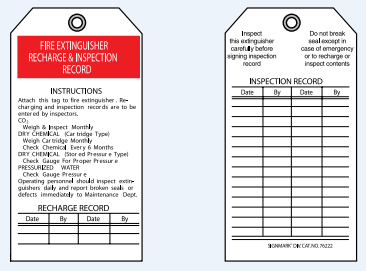 FIRE EXTINGUISHER
RECHARGE & INSPECTION
RECORD
INSTRUCTIONS
Attach this tag to fire extinguisher. Re-
charging and inspection records are to be
entered by inspectors.
CO2
Weigh & Inspect Monthly
DRY CHEMICAL (Cartridge Type)
Weigh Cartridge Monthly
Check Chemical Every 6 Months
DRY CHEMICAL (Stored Pressure Type)
Check Gauge For Proper Pressure
PRESSURIZED WATER
Check Gauge Pressure
Operating personnel should inspect extin-
guishers daily and report broken seals or
defects immediately to Maintenance Dept.
RECHARGE RECORD
Date By Date By
Inspect
this extinguisher
carefully before
signing inspection
record
Do not break
seal except in
case of emergency
or to recharge or
inspect contents
INSPECTION RECORD
Date By Date By
SIGNMARK DIV. CAT. NO. 76222